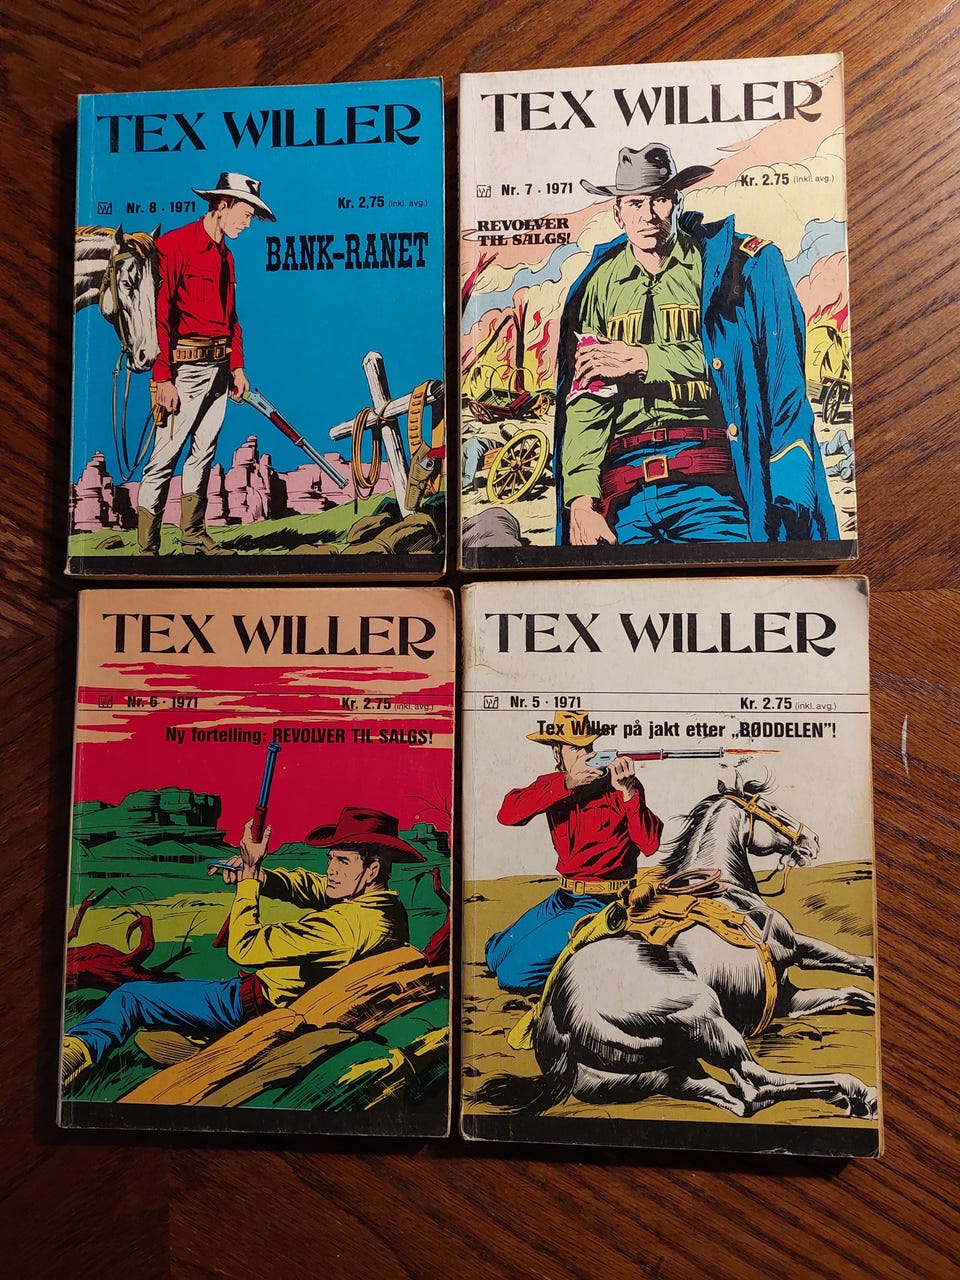 TEX WILLER
Nr. 8 · 1971
Kr. 2,75 (inkl. avg.)
BANK-RANET
TEX WILLER
Nr. 7 · 1971
Kr. 2.75 (inkl. avg.)
REVOLVER
TIL SALGS!
TEX WILLER
Nr. 6 · 1971
Kr. 2.75 (inkl. avg.)
Ny fortelling: REVOLVER TIL SALGS!
TEX WILLER
Nr. 5 · 1971
Kr. 2.75 (inkl. avg.)
Tex Willer på jakt etter „BØDDELEN"!